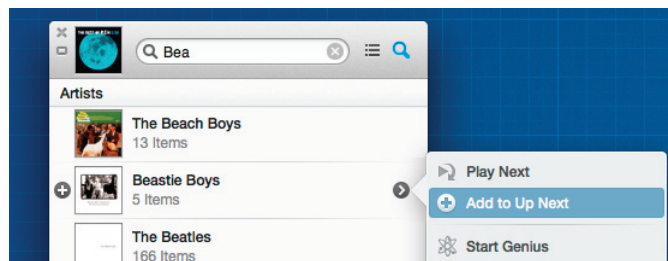 Bea
Artists
The Beach Boys
13 Items
Beastie Boys
5 Items
The Beatles
166 Items
Play Next
Add to Up Next
Start Genius